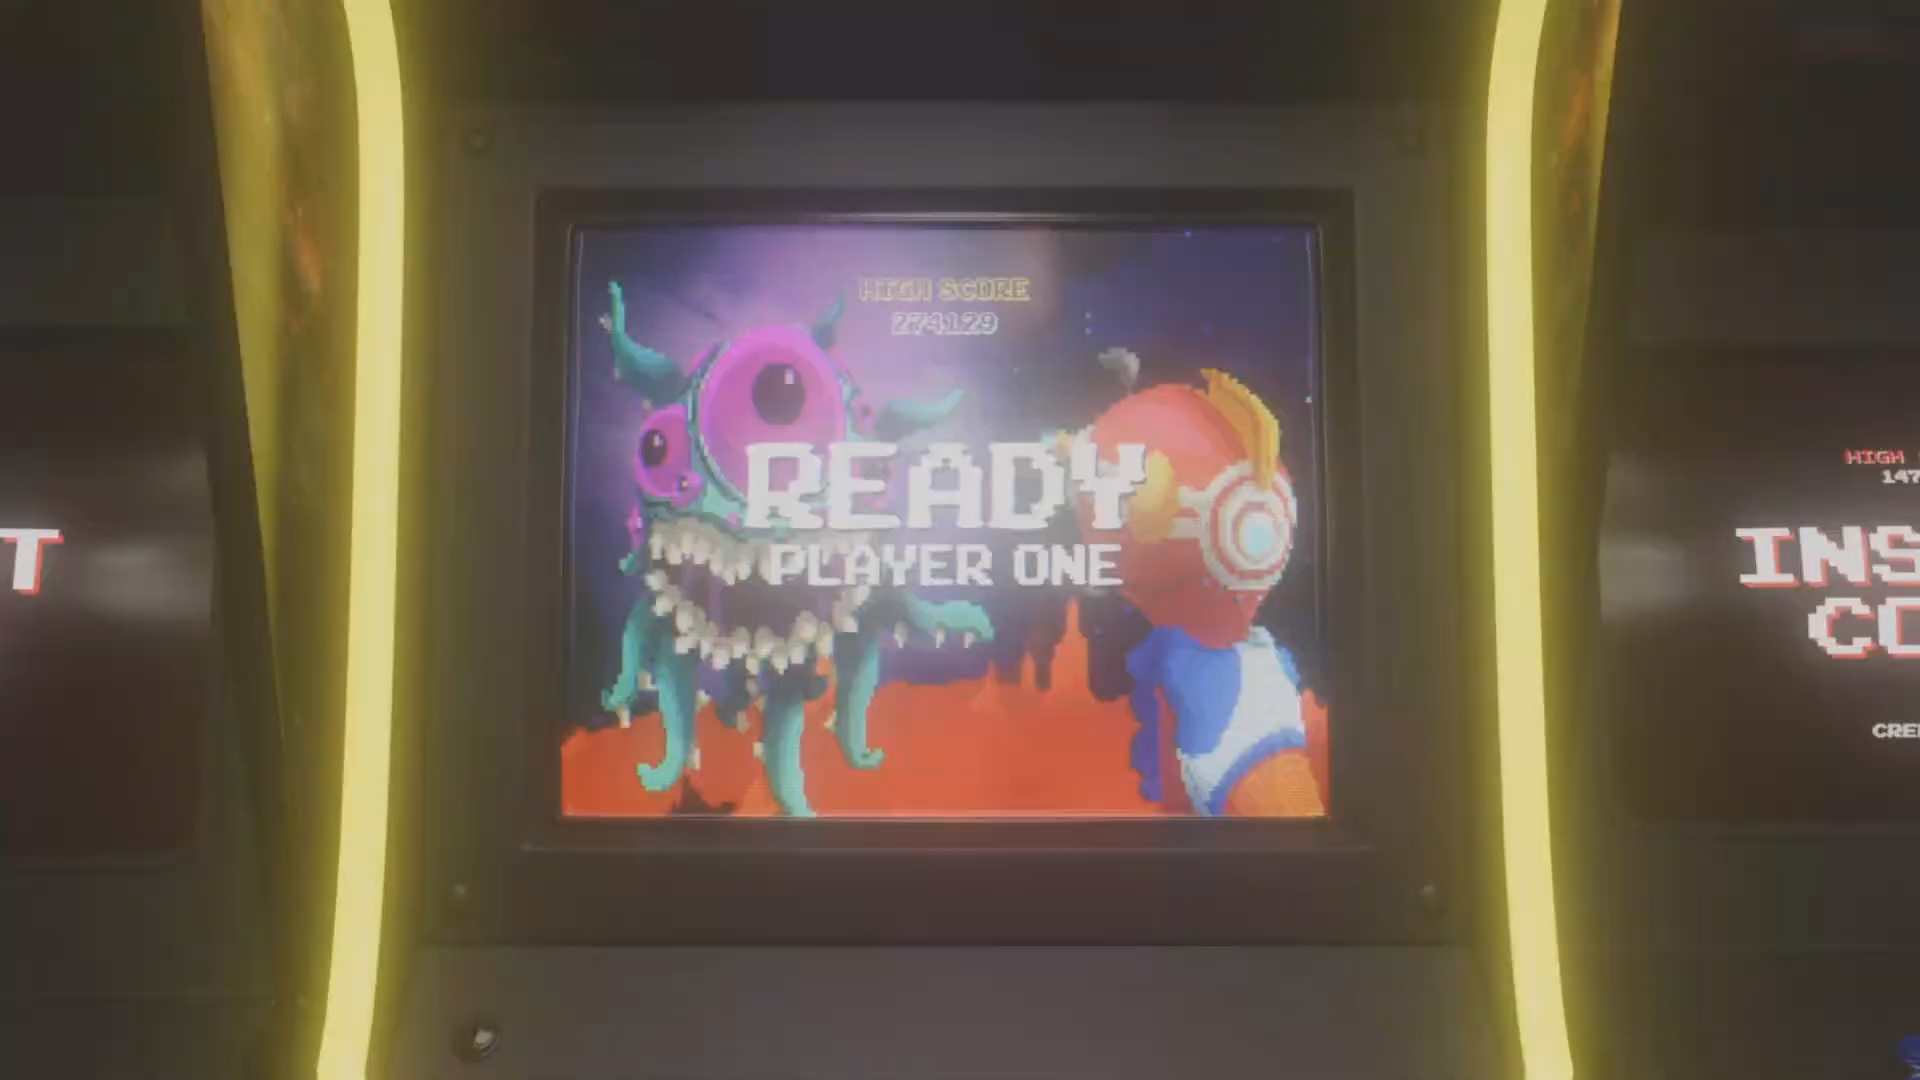 HIGH SCORE
274129
READY
PLAYER ONE
T
HIGH
147
INS
CO
CRE